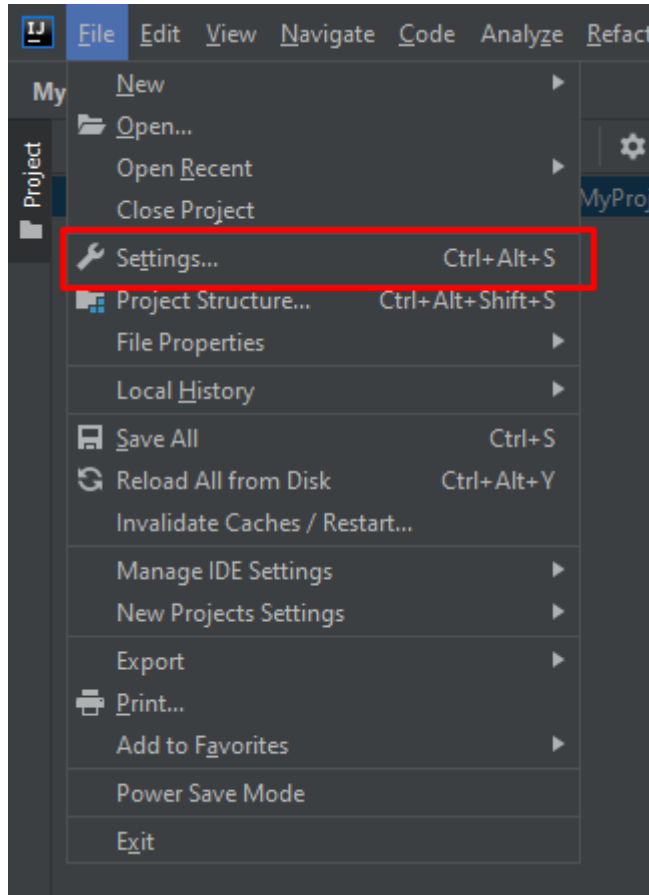 IJ
File Edit View Navigate Code Analyze Refact
My
New
Open...
Open Recent
Close Project
Settings... Ctrl+Alt+S
Project Structure... Ctrl+Alt+Shift+S
File Properties
Local History
Save All Ctrl+S
Reload All from Disk Ctrl+Alt+Y
Invalidate Caches / Restart...
Manage IDE Settings
New Projects Settings
Export
Print...
Add to Favorites
Power Save Mode
Exit
Project
MyProj